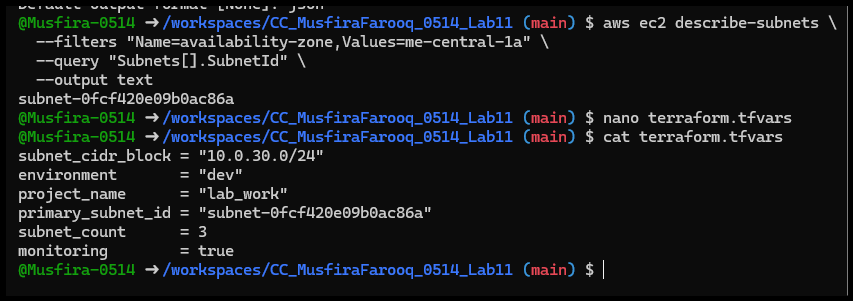 Default output format [None]: json
@Musfira-0514 ➜ /workspaces/CC_MusfiraFarooq_0514_Lab11 (main) $ aws ec2 describe-subnets \
  --filters "Name=availability-zone,Values=me-central-1a" \
  --query "Subnets[].SubnetId" \
  --output text
subnet-0fcf420e09b0ac86a
@Musfira-0514 ➜ /workspaces/CC_MusfiraFarooq_0514_Lab11 (main) $ nano terraform.tfvars
@Musfira-0514 ➜ /workspaces/CC_MusfiraFarooq_0514_Lab11 (main) $ cat terraform.tfvars
subnet_cidr_block = "10.0.30.0/24"
environment       = "dev"
project_name      = "lab_work"
primary_subnet_id = "subnet-0fcf420e09b0ac86a"
subnet_count      = 3
monitoring        = true
@Musfira-0514 ➜ /workspaces/CC_MusfiraFarooq_0514_Lab11 (main) $